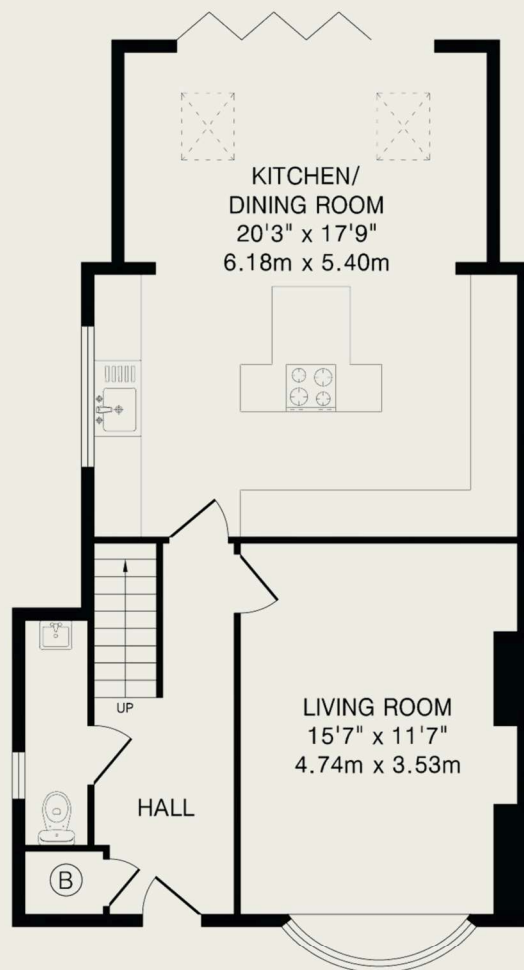 KITCHEN/
DINING ROOM
20'3" x 17'9"
6.18m x 5.40m
UP
LIVING ROOM
15'7" x 11'7"
4.74m x 3.53m
HALL
B